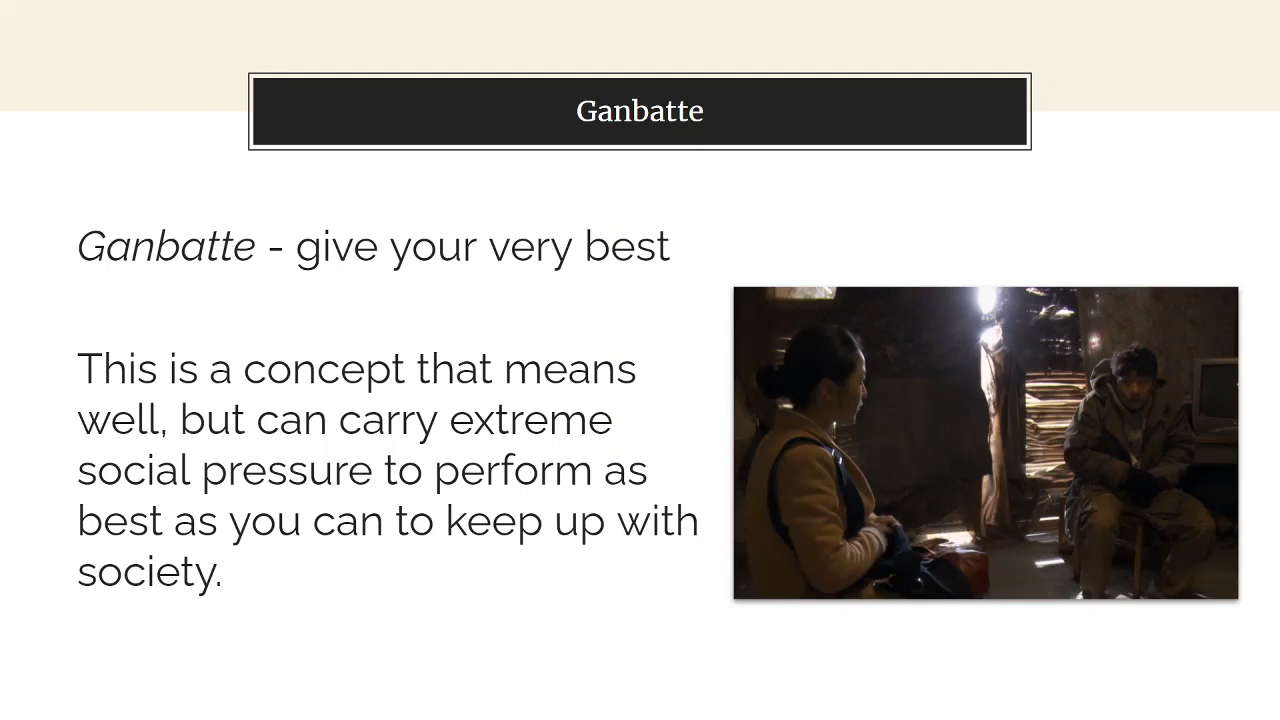 Ganbatte
Ganbatte - give your very best
This is a concept that means
well, but can carry extreme
social pressure to perform as
best as you can to keep up with
society.